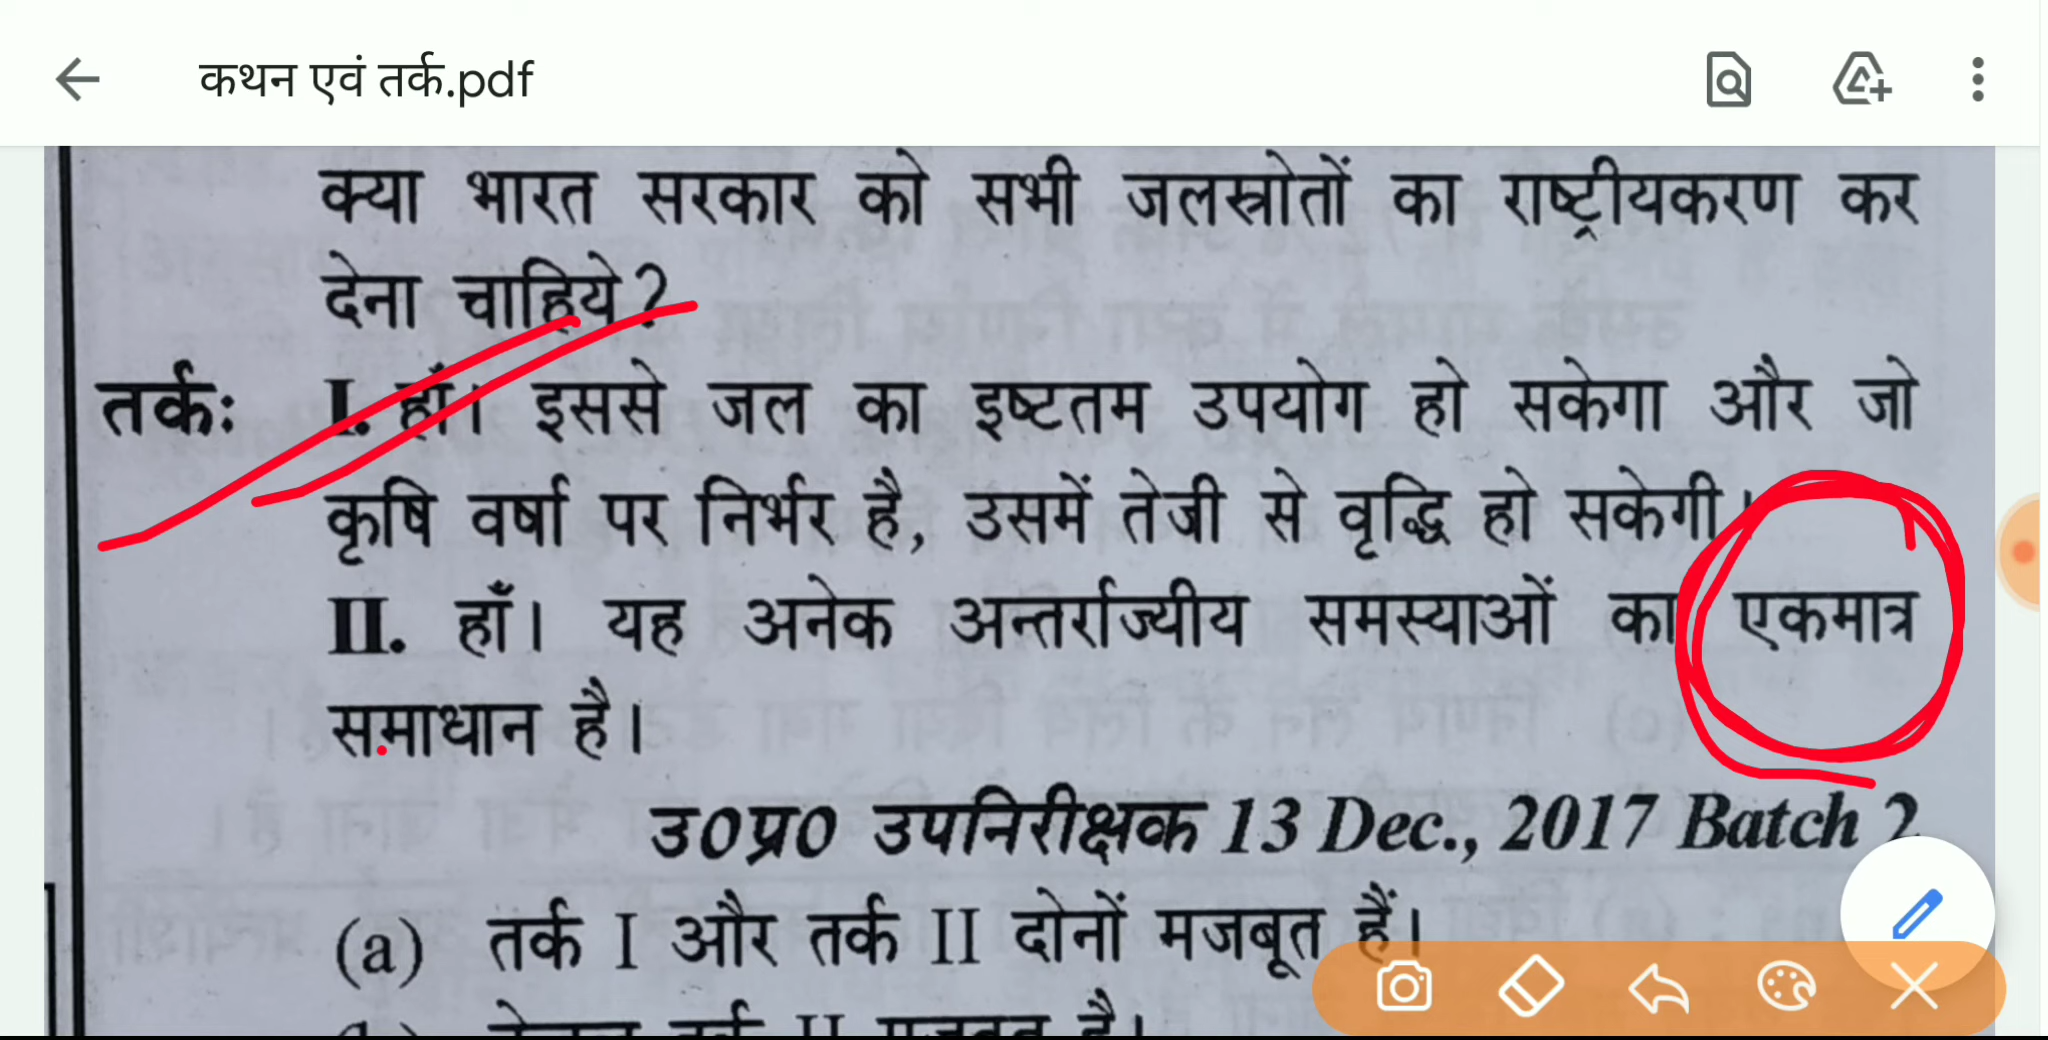 कथन एवं तर्क.pdf
क्या भारत सरकार को सभी जलस्रोतों का राष्ट्रीयकरण कर
देना चाहिये?
तर्कः I. हाँ। इससे जल का इष्टतम उपयोग हो सकेगा और जो
कृषि वर्षा पर निर्भर है, उसमें तेजी से वृद्धि हो सकेगी।
II. हाँ। यह अनेक अन्तर्राज्यीय समस्याओं का एकमात्र
समाधान है।
उ०प्र० उपनिरीक्षक 13 Dec., 2017 Batch 2
(a) तर्क I और तर्क II दोनों मजबूत हैं।